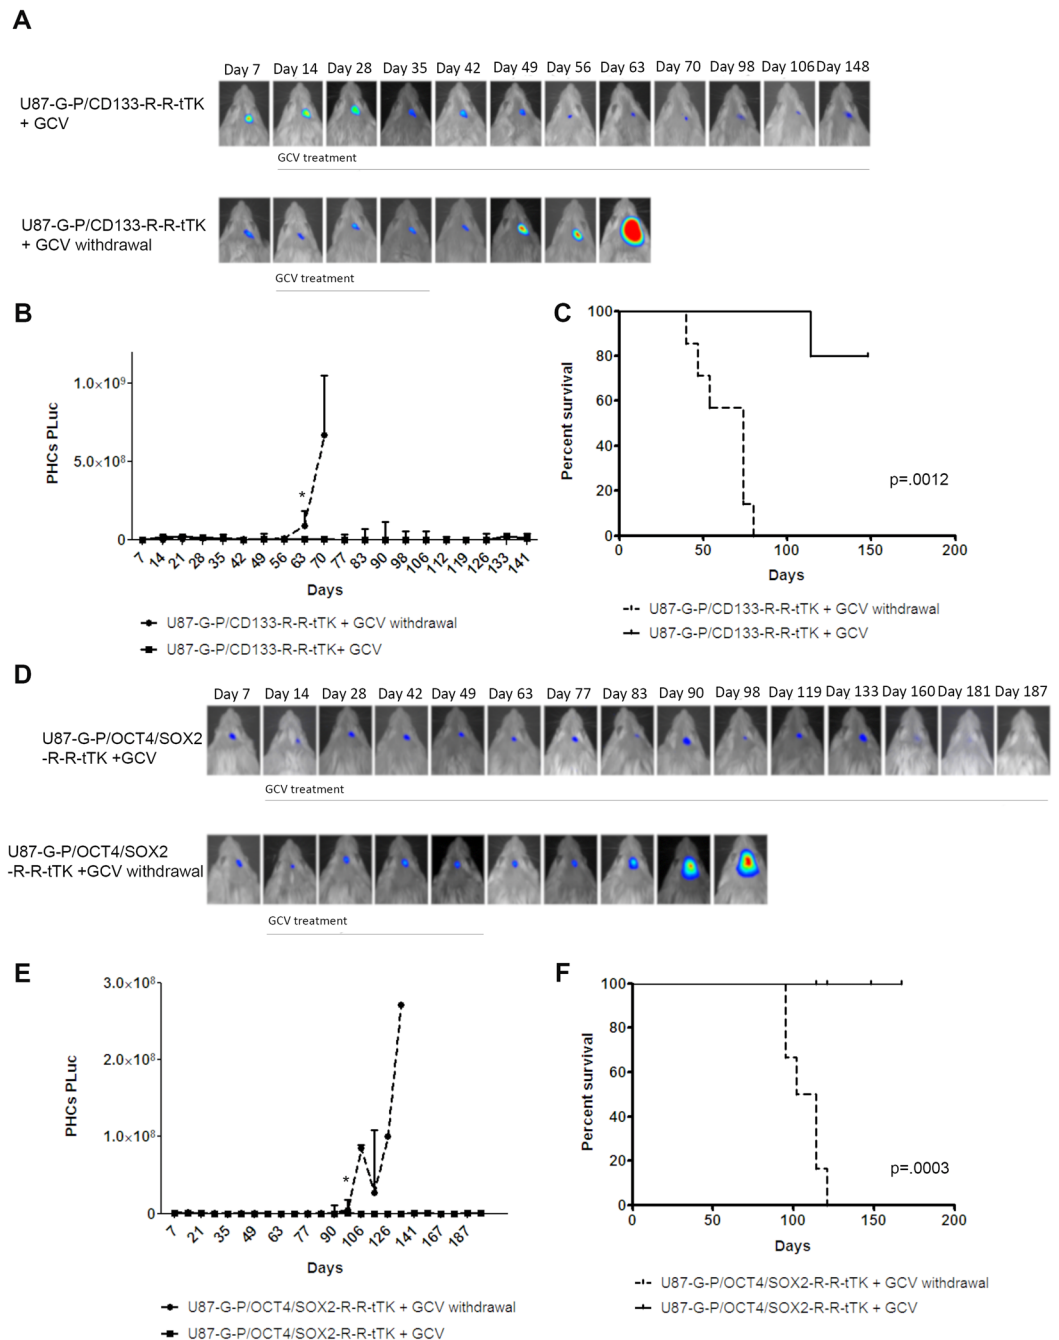 A
Day 7 Day 14 Day 28 Day 35 Day 42 Day 49 Day 56 Day 63 Day 70 Day 98 Day 106 Day 148
U87-G-P/CD133-R-R-tTK
+ GCV
GCV treatment
U87-G-P/CD133-R-R-tTK
+ GCV withdrawal
GCV treatment
B
PHCs PLuc
1.0×10⁹
5.0×10⁸
0
*
7 14 21 28 35 42 49 56 63 70 77 83 90 98 106 112 119 126 133 141
Days
U87-G-P/CD133-R-R-tTK + GCV withdrawal
U87-G-P/CD133-R-R-tTK+ GCV
C
Percent survival
100
80
60
40
20
0
p=.0012
0 50 100 150 200
Days
U87-G-P/CD133-R-R-tTK + GCV withdrawal
U87-G-P/CD133-R-R-tTK + GCV
D
Day 7 Day 14 Day 28 Day 42 Day 49 Day 63 Day 77 Day 83 Day 90 Day 98 Day 119 Day 133 Day 160 Day 181 Day 187
U87-G-P/OCT4/SOX2
-R-R-tTK +GCV
GCV treatment
U87-G-P/OCT4/SOX2
-R-R-tTK +GCV withdrawal
GCV treatment
E
PHCs PLuc
3.0×10⁸
2.0×10⁸
1.0×10⁸
0
*
7 21 35 49 63 77 90 106 126 141 167 187
Days
U87-G-P/OCT4/SOX2-R-R-tTK + GCV withdrawal
U87-G-P/OCT4/SOX2-R-R-tTK + GCV
F
Percent survival
100
80
60
40
20
0
p=.0003
0 50 100 150 200
Days
U87-G-P/OCT4/SOX2-R-R-tTK + GCV withdrawal
U87-G-P/OCT4/SOX2-R-R-tTK + GCV